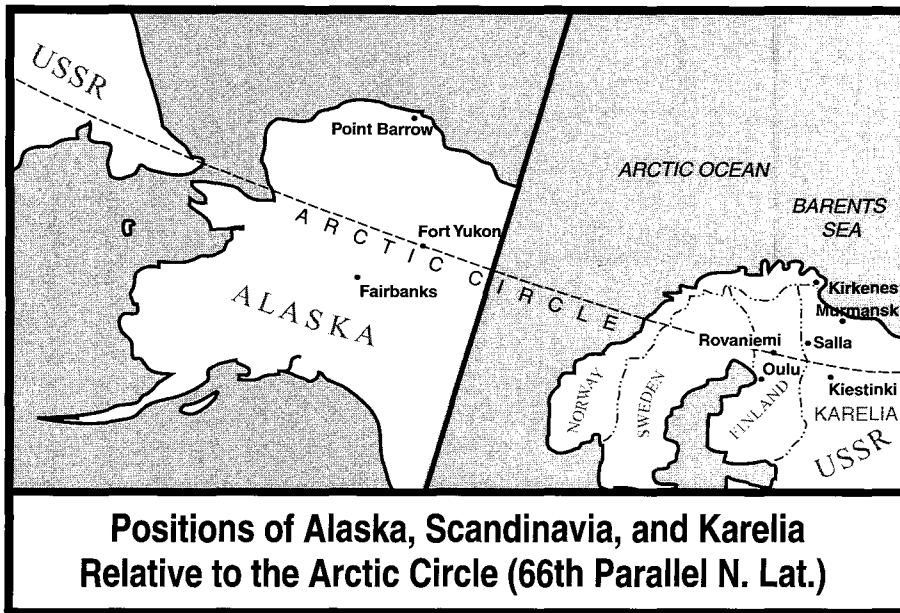 USSR
Point Barrow
ARCTIC CIRCLE
Fort Yukon
Fairbanks
ALASKA
ARCTIC OCEAN
BARENTS
SEA
Kirkenes
Murmansk
Rovaniemi
Salla
Oulu
Kiestinki
NORWAY
SWEDEN
FINLAND
KARELIA
USSR
Positions of Alaska, Scandinavia, and Karelia
Relative to the Arctic Circle (66th Parallel N. Lat.)